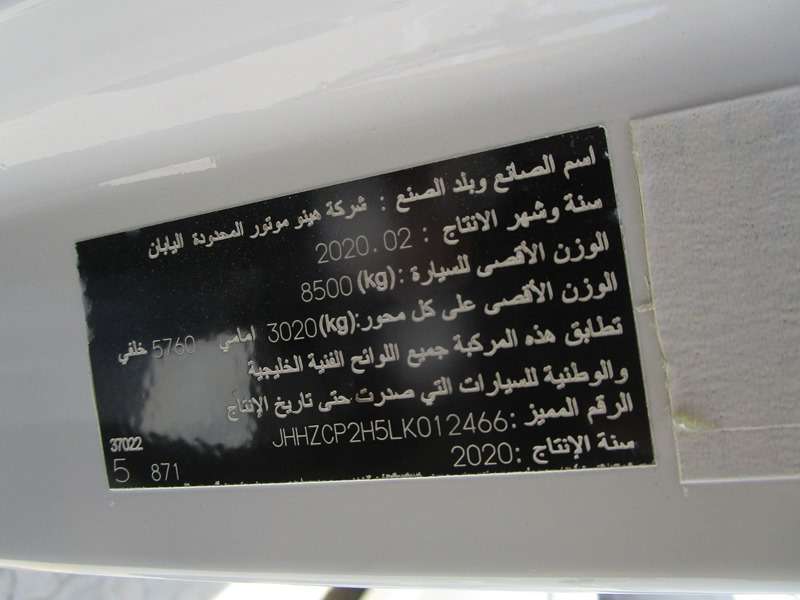 اسم الصانع وبلد الصنع : شركة هينو موتور المحدودة اليابان
سنة وشهر الانتاج : 2020.02
الوزن الأقصى للسيارة : (kg) 8500
الوزن الأقصى على كل محور:(kg) 3020 امامي 5760 خلفي
تطابق هذه المركبة جميع اللوائح الفنية الخليجية
والوطنية للسيارات التي صدرت حتى تاريخ الإنتاج
الرقم المميز :JHHZCP2H5LK012466
سنة الإنتاج :2020
37022
5 871